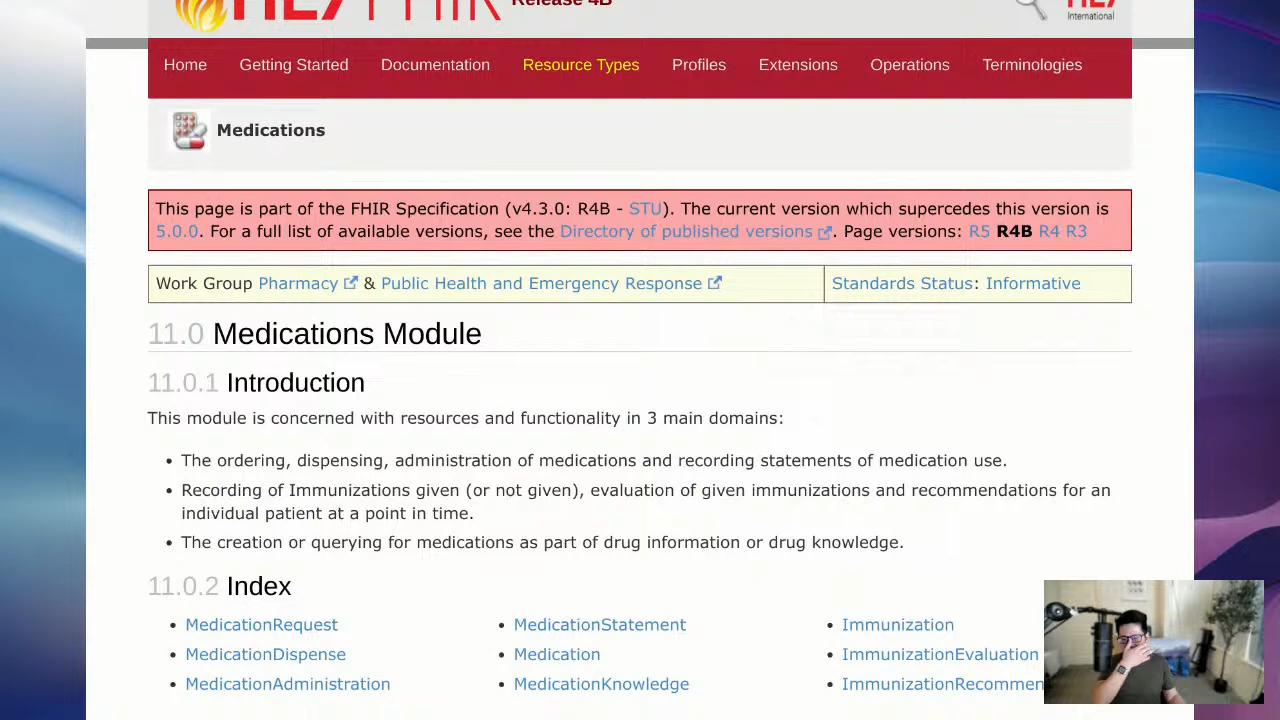 HL7 FHIR Release 4B
HL7
International
Home Getting Started Documentation Resource Types Profiles Extensions Operations Terminologies
Medications
This page is part of the FHIR Specification (v4.3.0: R4B - STU). The current version which supercedes this version is
5.0.0. For a full list of available versions, see the Directory of published versions. Page versions: R5 R4B R4 R3
Work Group Pharmacy & Public Health and Emergency Response Standards Status: Informative
11.0 Medications Module
11.0.1 Introduction
This module is concerned with resources and functionality in 3 main domains:
• The ordering, dispensing, administration of medications and recording statements of medication use.
• Recording of Immunizations given (or not given), evaluation of given immunizations and recommendations for an
individual patient at a point in time.
• The creation or querying for medications as part of drug information or drug knowledge.
11.0.2 Index
• MedicationRequest • MedicationStatement • Immunization
• MedicationDispense • Medication • ImmunizationEvaluation
• MedicationAdministration • MedicationKnowledge • ImmunizationRecommen